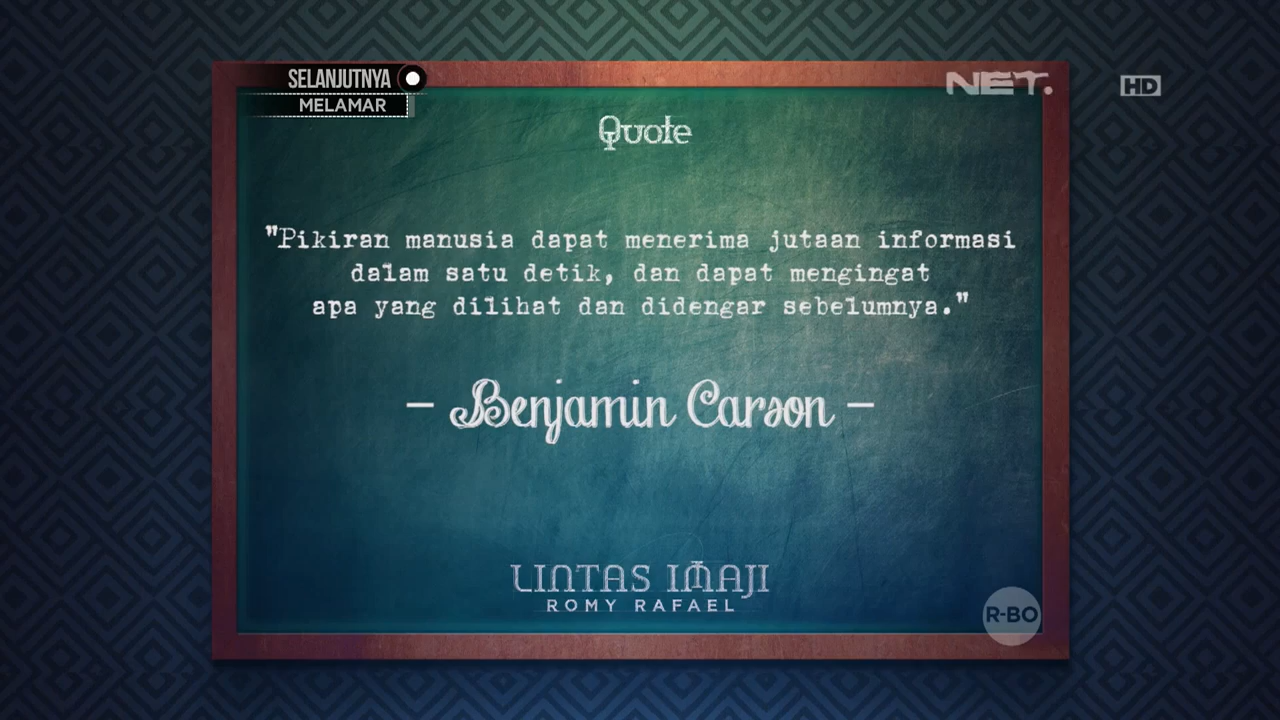 SELANJUTNYA
MELAMAR
NET.
HD
Quote
"Pikiran manusia dapat menerima jutaan informasi
dalam satu detik, dan dapat mengingat
apa yang dilihat dan didengar sebelumnya."
– Benjamin Carson –
LINTAS IMAJI
ROMY RAFAEL
R-BO